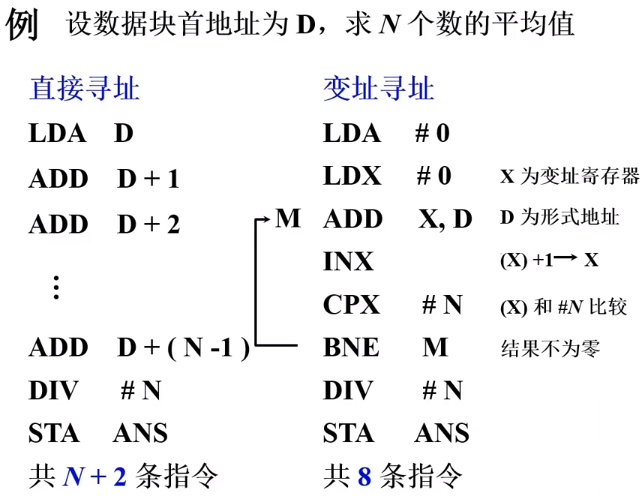 例 设数据块首地址为 D，求 N 个数的平均值
直接寻址
LDA D
ADD D + 1
ADD D + 2
⋮
ADD D + ( N -1 )
DIV # N
STA ANS
共 N + 2 条指令
变址寻址
LDA # 0
LDX # 0 X 为变址寄存器
M ADD X, D D 为形式地址
INX (X) +1→ X
CPX # N (X) 和 #N 比较
BNE M 结果不为零
DIV # N
STA ANS
共 8 条指令